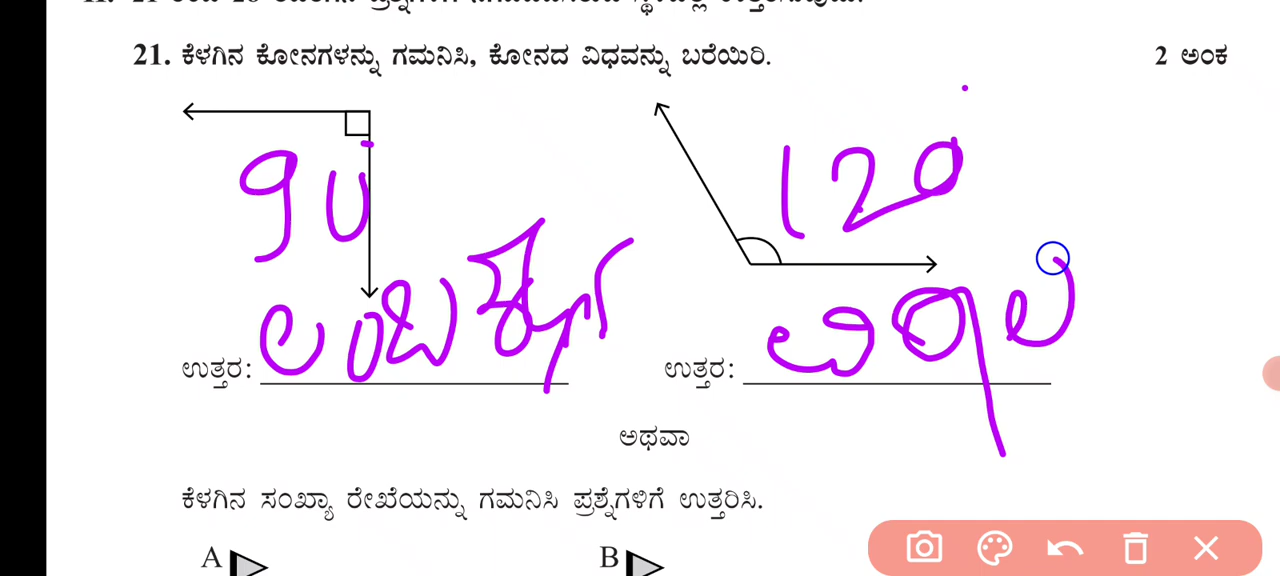 21. ಕೆಳಗಿನ ಕೋನಗಳನ್ನು ಗಮನಿಸಿ, ಕೋನದ ವಿಧವನ್ನು ಬರೆಯಿರಿ. 2 ಅಂಕ
90 120
ಉತ್ತರ: ಉತ್ತರ:
ಅಥವಾ
ಕೆಳಗಿನ ಸಂಖ್ಯಾ ರೇಖೆಯನ್ನು ಗಮನಿಸಿ ಪ್ರಶ್ನೆಗಳಿಗೆ ಉತ್ತರಿಸಿ.
A B